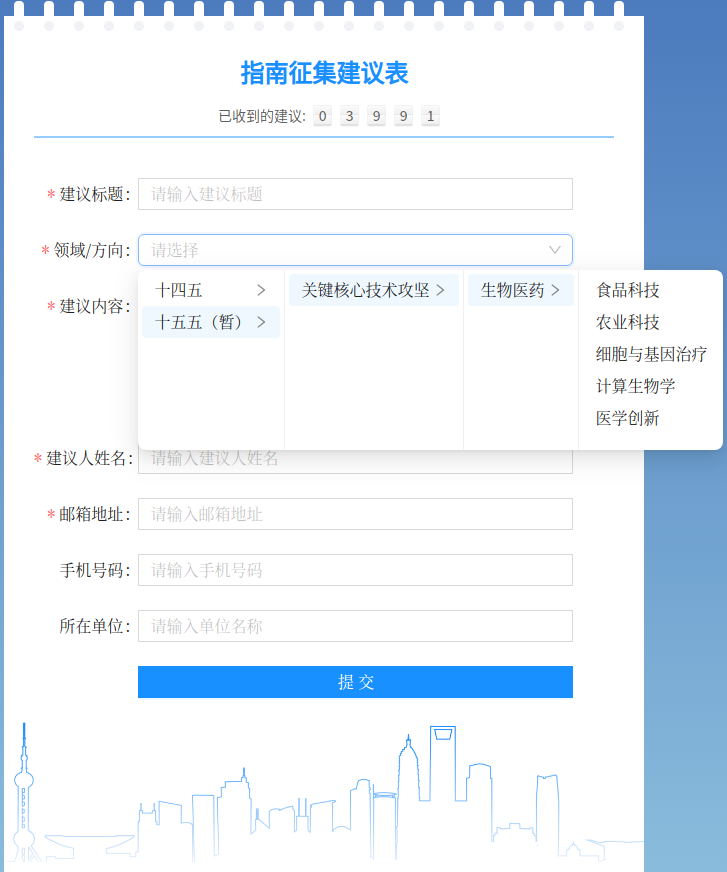 指南征集建议表
已收到的建议: 0 3 9 9 1
* 建议标题: 请输入建议标题
* 领域/方向: 请选择
* 建议内容:
十四五
十五五（暂）
关键核心技术攻坚
生物医药
食品科技
农业科技
细胞与基因治疗
计算生物学
医学创新
* 建议人姓名: 请输入建议人姓名
* 邮箱地址: 请输入邮箱地址
手机号码: 请输入手机号码
所在单位: 请输入单位名称
提 交